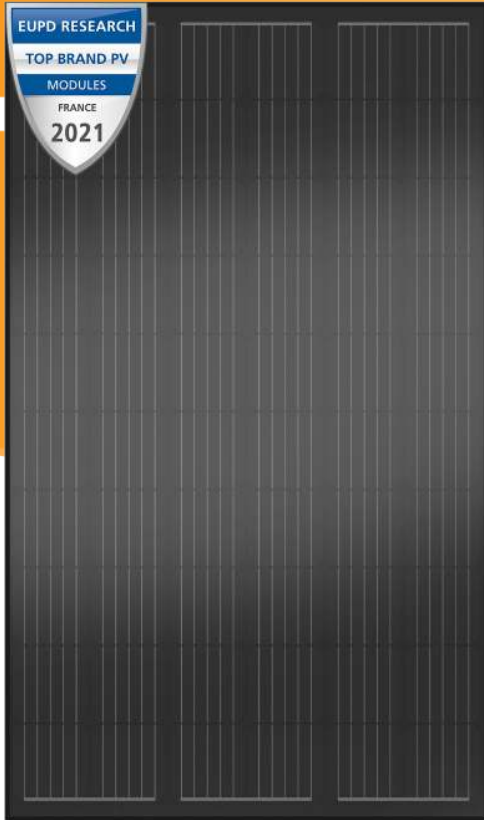 EUPD RESEARCH
TOP BRAND PV
MODULES
FRANCE
2021